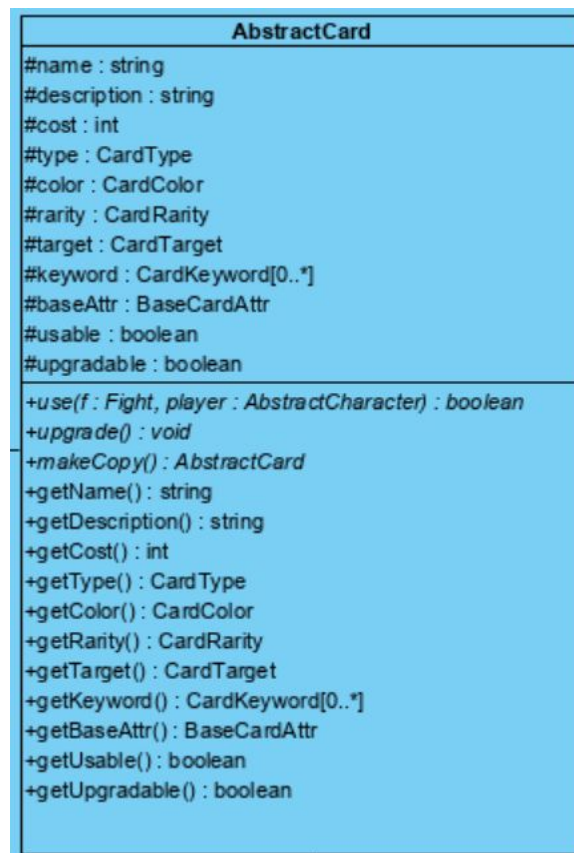 AbstractCard
#name : string
#description : string
#cost : int
#type : CardType
#color : CardColor
#rarity : CardRarity
#target : CardTarget
#keyword : CardKeyword[0..*]
#baseAttr : BaseCardAttr
#usable : boolean
#upgradable : boolean
+use(f : Fight, player : AbstractCharacter) : boolean
+upgrade() : void
+makeCopy() : AbstractCard
+getName() : string
+getDescription() : string
+getCost() : int
+getType() : CardType
+getColor() : CardColor
+getRarity() : CardRarity
+getTarget() : CardTarget
+getKeyword() : CardKeyword[0..*]
+getBaseAttr() : BaseCardAttr
+getUsable() : boolean
+getUpgradable() : boolean